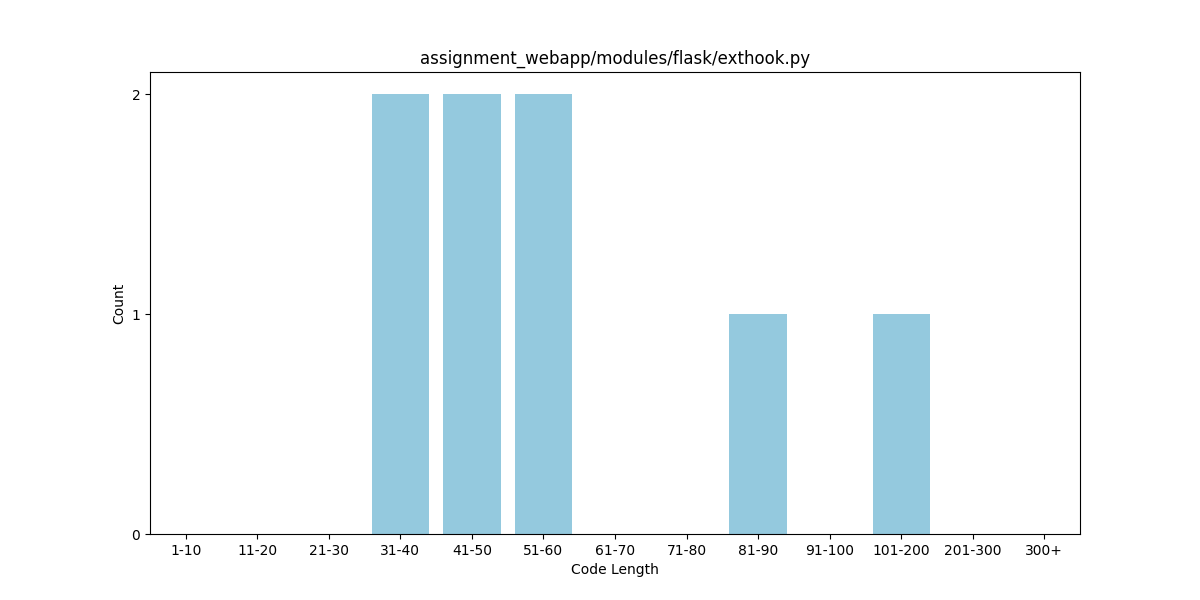 assignment_webapp/modules/flask/exthook.py
2
1
0
Count
1-10 11-20 21-30 31-40 41-50 51-60 61-70 71-80 81-90 91-100 101-200 201-300 300+
Code Length